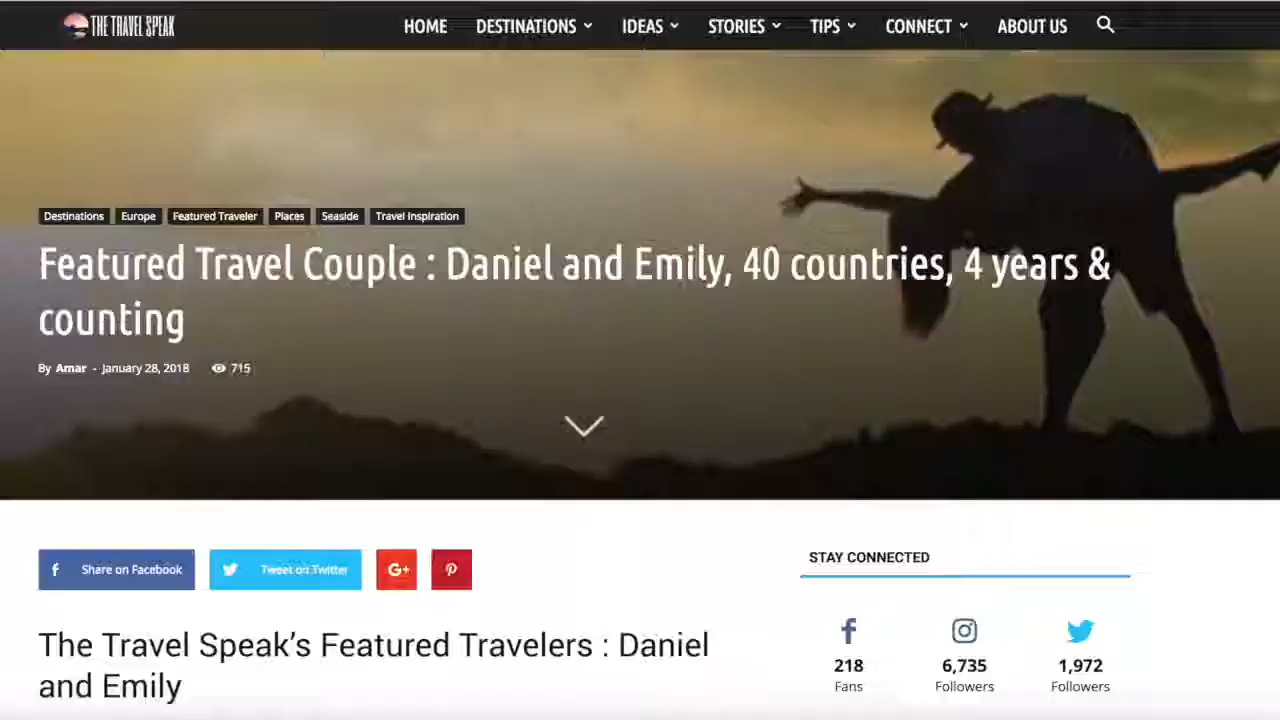 THE TRAVEL SPEAK
HOME DESTINATIONS IDEAS STORIES TIPS CONNECT ABOUT US
Destinations Europe Featured Traveler Places Seaside Travel Inspiration
Featured Travel Couple : Daniel and Emily, 40 countries, 4 years &
counting
By Amar - January 28, 2018 715
Share on Facebook Tweet on Twitter G+
The Travel Speak’s Featured Travelers : Daniel
and Emily
STAY CONNECTED
218 6,735 1,972
Fans Followers Followers